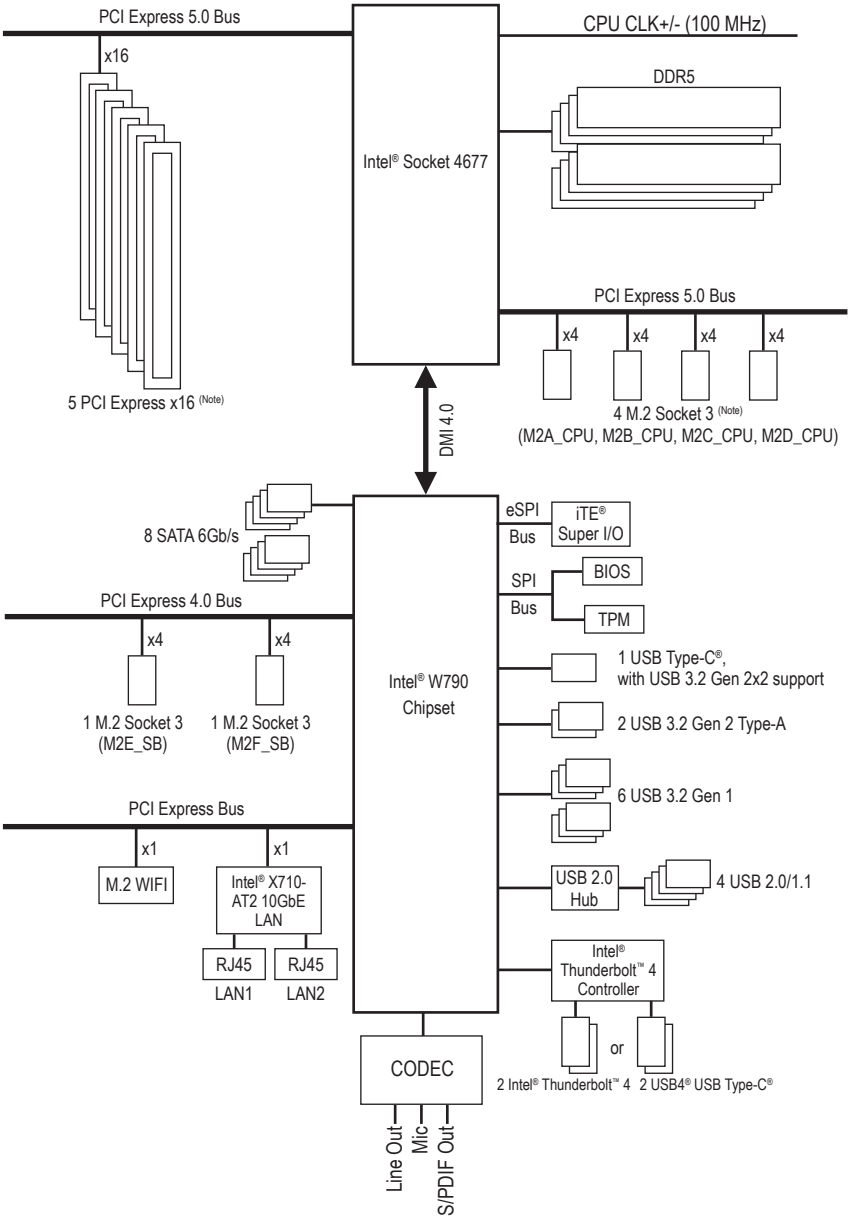 PCI Express 5.0 Bus
CPU CLK+/- (100 MHz)
x16
DDR5
Intel® Socket 4677
PCI Express 5.0 Bus
x4
x4
x4
x4
5 PCI Express x16 (Note)
4 M.2 Socket 3 (Note)
(M2A_CPU, M2B_CPU, M2C_CPU, M2D_CPU)
DMI 4.0
8 SATA 6Gb/s
eSPI
Bus
iTE®
Super I/O
SPI
Bus
BIOS
TPM
PCI Express 4.0 Bus
x4
x4
1 M.2 Socket 3
(M2E_SB)
1 M.2 Socket 3
(M2F_SB)
Intel® W790
Chipset
1 USB Type-C®,
with USB 3.2 Gen 2x2 support
2 USB 3.2 Gen 2 Type-A
6 USB 3.2 Gen 1
PCI Express Bus
x1
x1
M.2 WIFI
Intel® X710-
AT2 10GbE
LAN
RJ45
RJ45
LAN1
LAN2
USB 2.0
Hub
4 USB 2.0/1.1
Intel®
Thunderbolt™ 4
Controller
or
2 Intel® Thunderbolt™ 4
2 USB4® USB Type-C®
CODEC
Line Out
Mic
S/PDIF Out